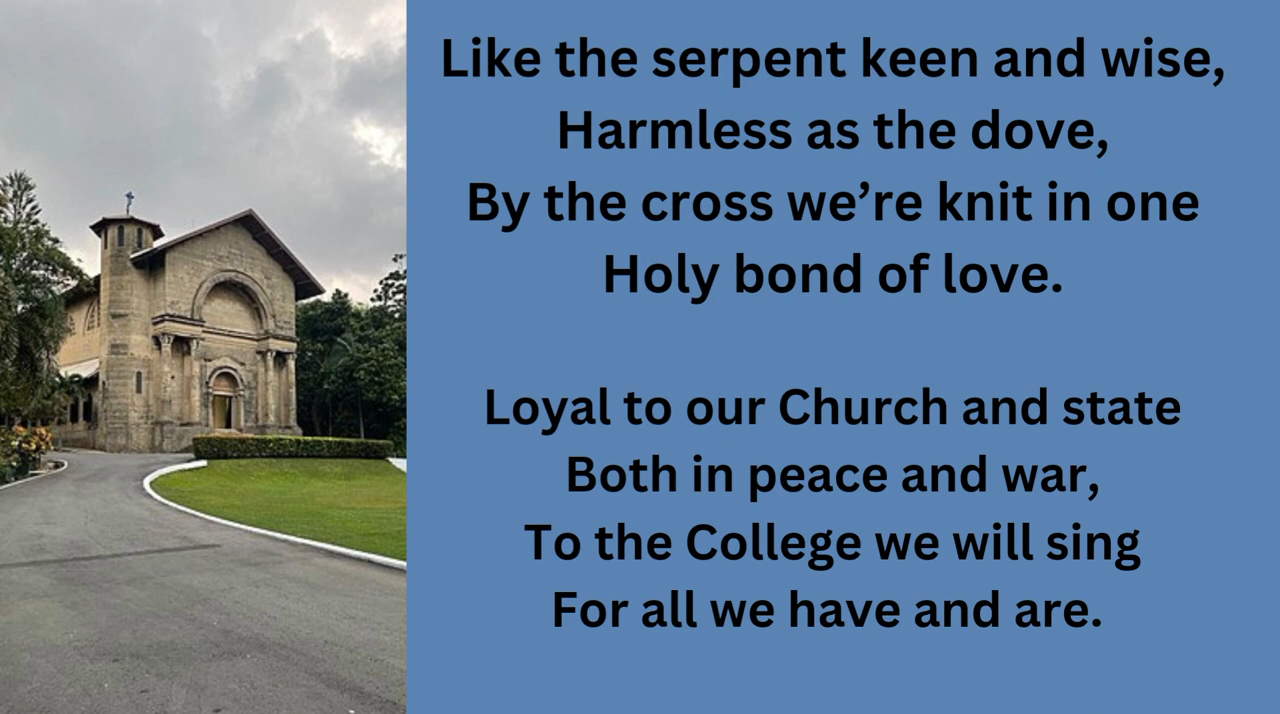 Like the serpent keen and wise,
Harmless as the dove,
By the cross we’re knit in one
Holy bond of love.
Loyal to our Church and state
Both in peace and war,
To the College we will sing
For all we have and are.